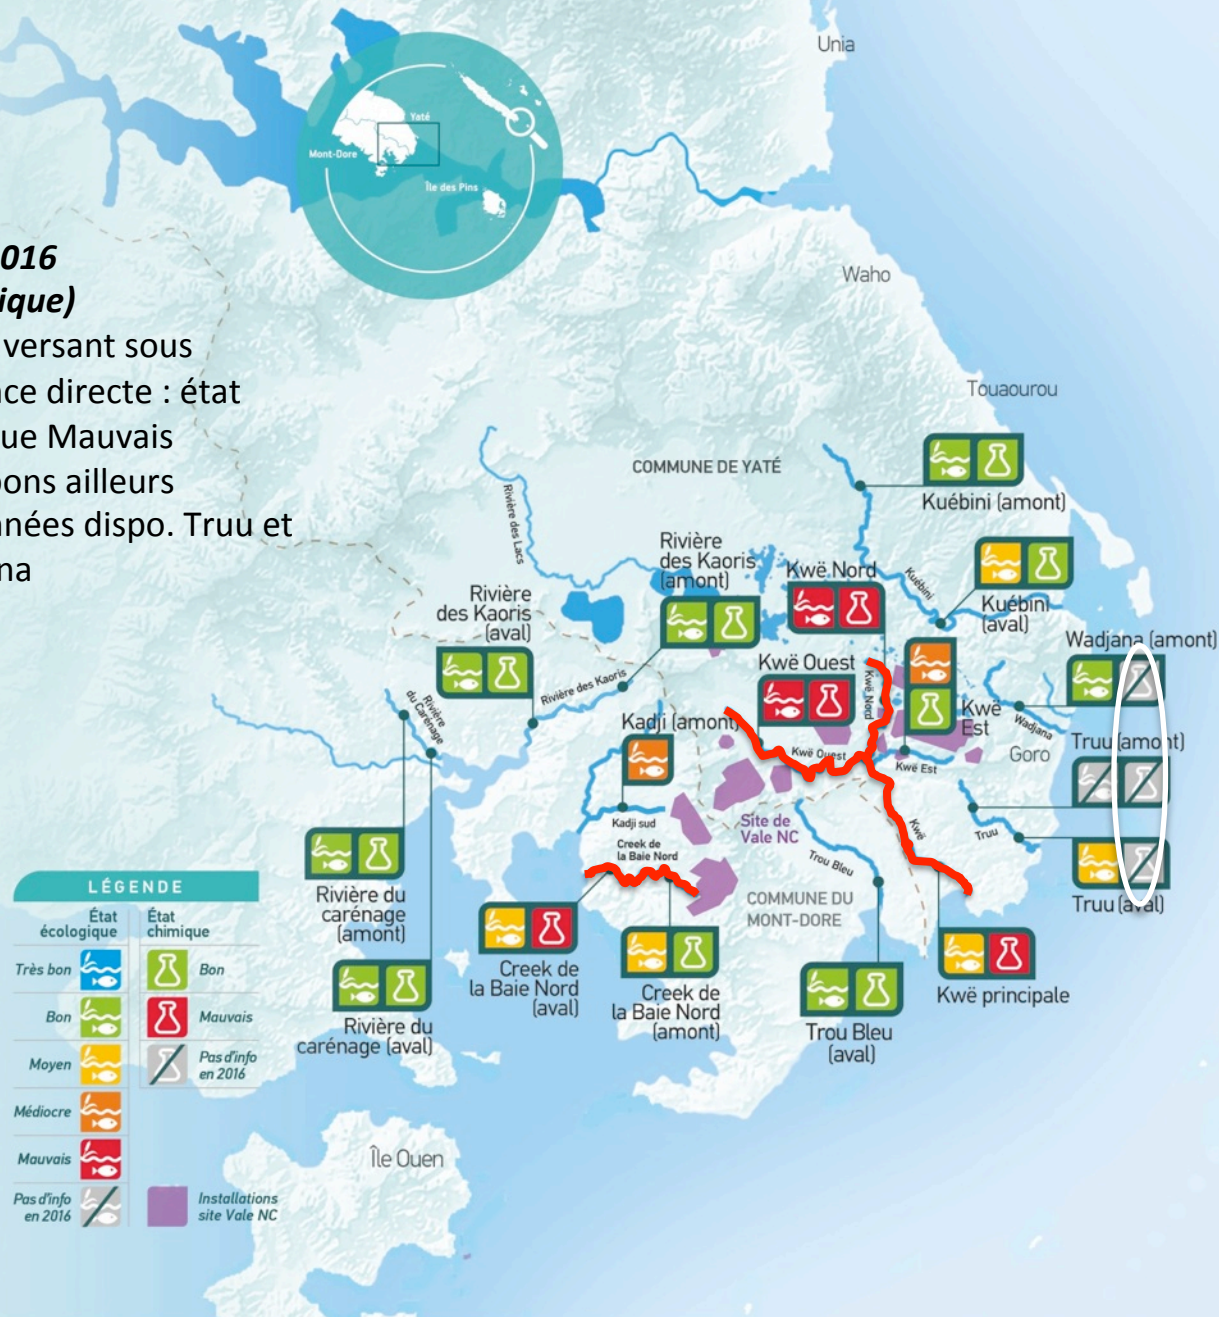 Unia
Yaté
Mont-Dore
Île des Pins
016
ique)
Waho
versant sous
ce directe : état
ue Mauvais
ons ailleurs
nées dispo. Truu et
na
Touaourou
COMMUNE DE YATÉ
Kuébini (amont)
Rivière des Lacs
Rivière
des Kaoris
(amont)
Kwë Nord
Kuébini
Kuébini
(aval)
Rivière
des Kaoris
(aval)
Wadjana (amont)
Kwë Ouest
Rivière des Kaoris
Rivière
du Carénage
Kwë Nord
Kwë
Est
Wadjana
Kadji (amont)
Truu (amont)
Goro
Kwë Ouest
Kwë Est
Kadji sud
Site de
Vale NC
Kwë
Truu
Creek de
la Baie Nord
Trou Bleu
Truu (aval)
COMMUNE DU
MONT-DORE
Rivière du
carénage
(amont)
Creek de
la Baie Nord
(aval)
Creek de
la Baie Nord
(amont)
Kwë principale
Rivière du
carénage (aval)
Trou Bleu
(aval)
LÉGENDE
État
écologique
État
chimique
Très bon
Bon
Bon
Mauvais
Moyen
Pas d'info
en 2016
Médiocre
Mauvais
Pas d'info
en 2016
Installations
site Vale NC
Île Ouen